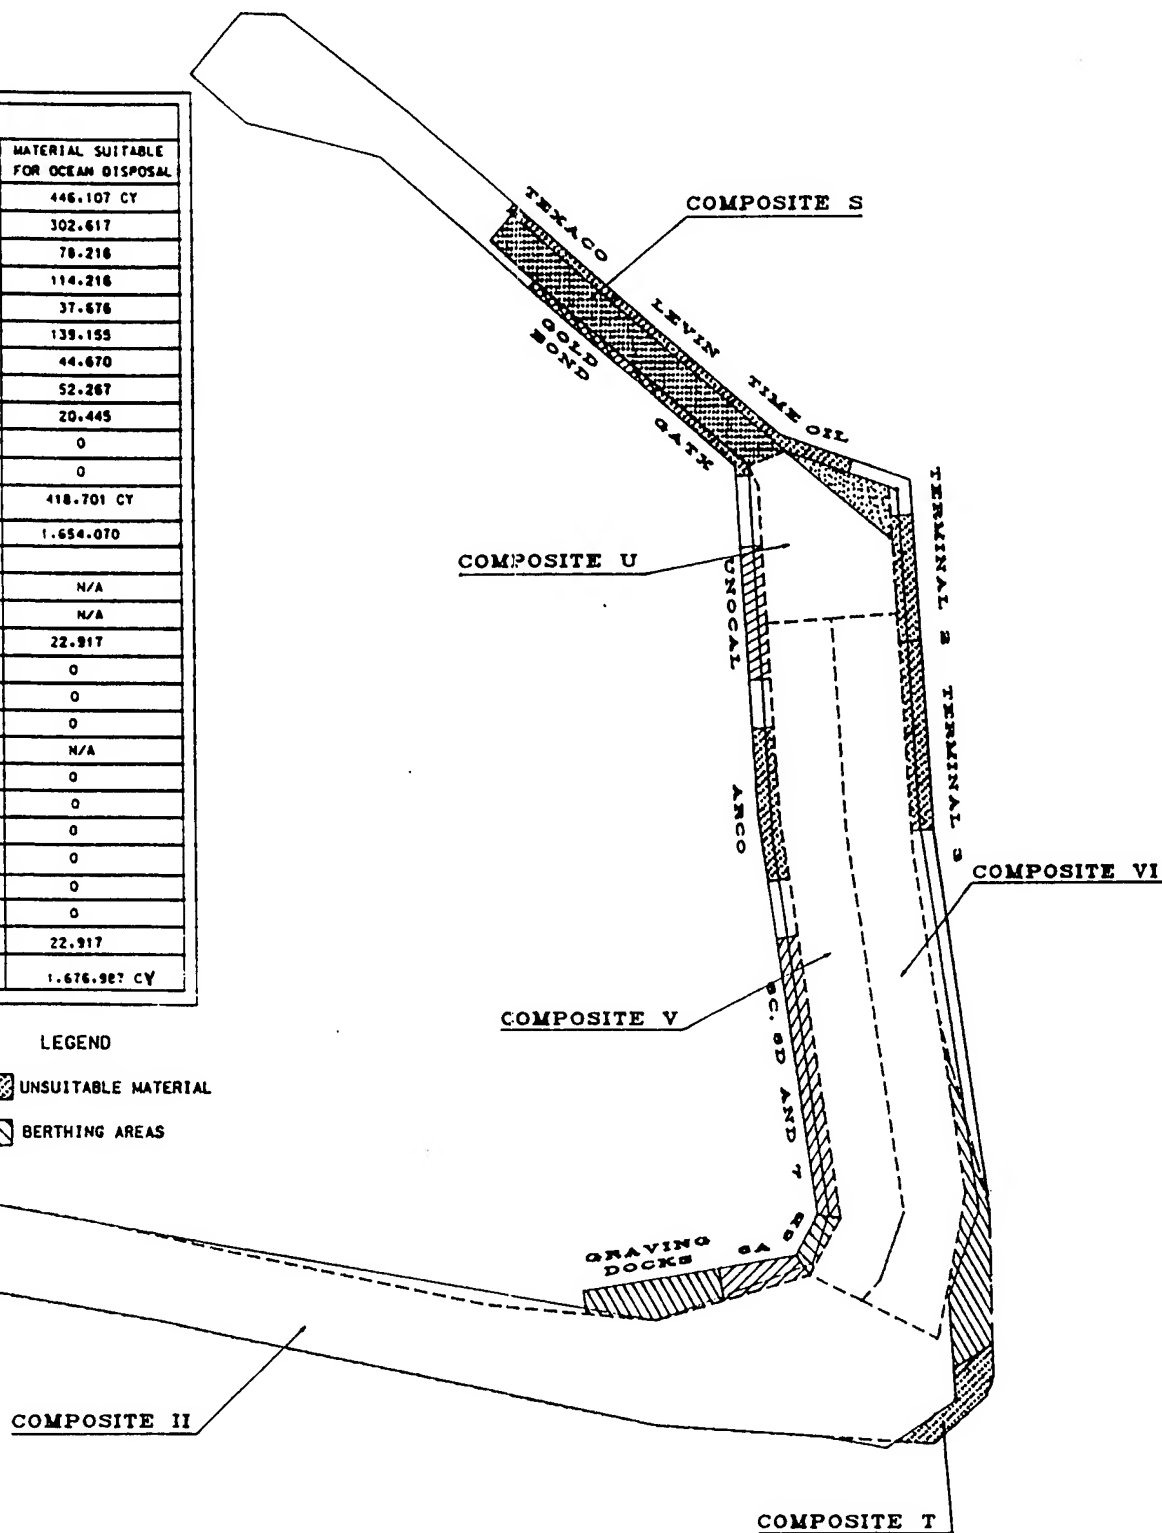 MATERIAL SUITABLE
FOR OCEAN DISPOSAL
446.107 CY
302.617
78.216
114.216
37.676
139.155
44.670
52.267
20.445
0
0
418.701 CY
1.654.070
N/A
N/A
22.917
0
0
0
N/A
0
0
0
0
0
0
22.917
1.676.987 CY
LEGEND
UNSUITABLE MATERIAL
BERTHING AREAS
TEXACO
COMPOSITE S
LEVIN
GOLD
BOND
TIME OIL
GATX
TERMINAL 2
COMPOSITE U
UNOCAL
TERMINAL 3
ARCO
COMPOSITE VI
COMPOSITE V
AND 7
GRAVING
DOCKS
6A
COMPOSITE II
COMPOSITE T